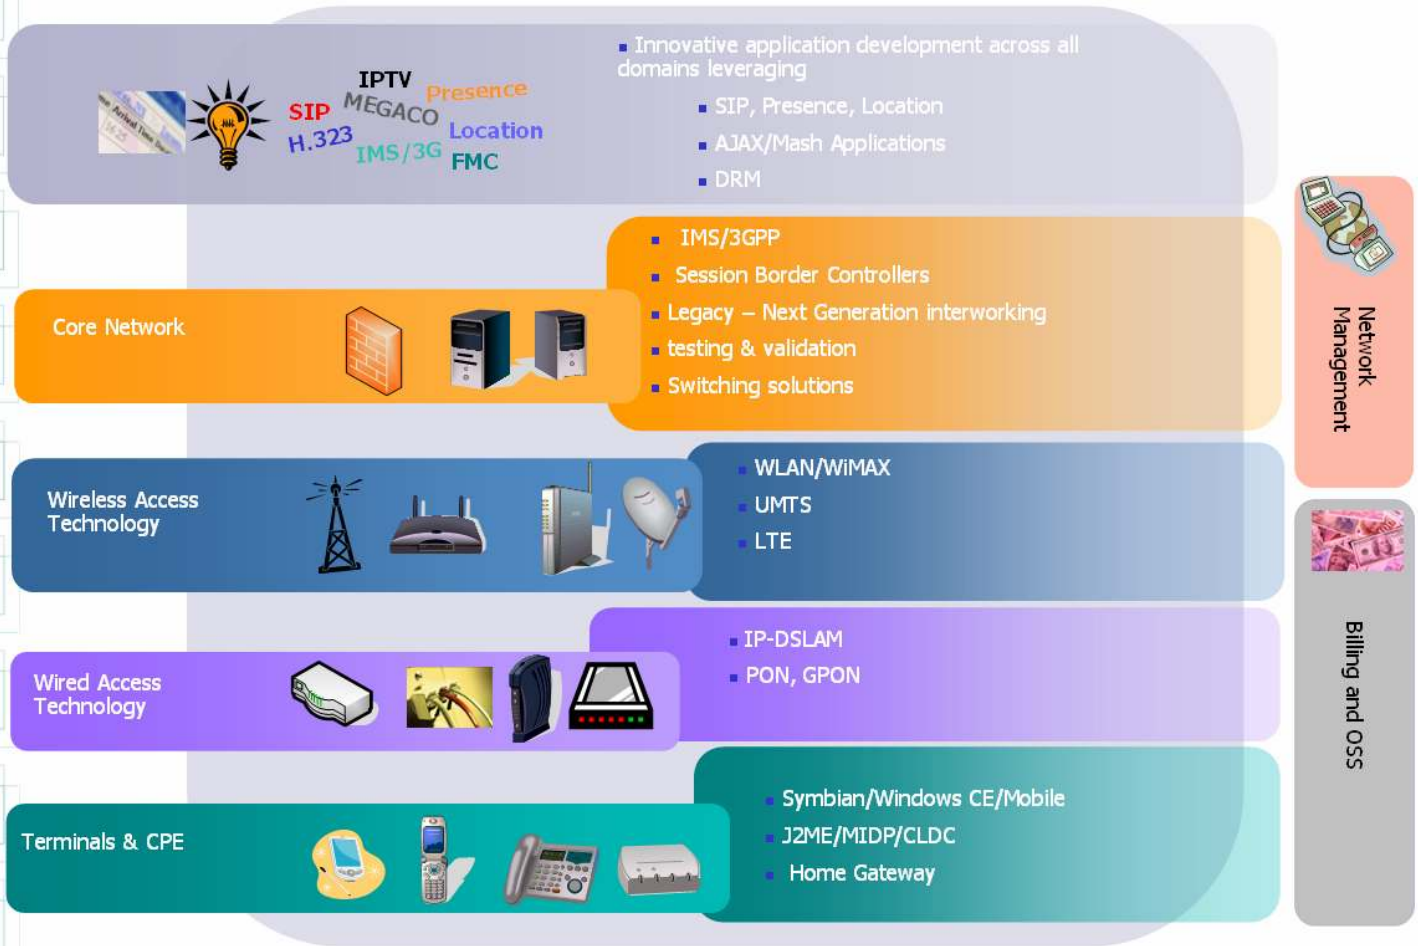 IPTV
Presence
SIP
MEGACO
Location
H.323
IMS/3G
FMC
Arrival Time
▪ Innovative application development across all
domains leveraging
▪ SIP, Presence, Location
▪ AJAX/Mash Applications
▪ DRM
Core Network
▪ IMS/3GPP
▪ Session Border Controllers
▪ Legacy – Next Generation interworking
▪ testing & validation
▪ Switching solutions
Wireless Access
Technology
▪ WLAN/WiMAX
▪ UMTS
▪ LTE
Wired Access
Technology
▪ IP-DSLAM
▪ PON, GPON
Terminals & CPE
▪ Symbian/Windows CE/Mobile
▪ J2ME/MIDP/CLDC
▪ Home Gateway
Network
Management
Billing and OSS